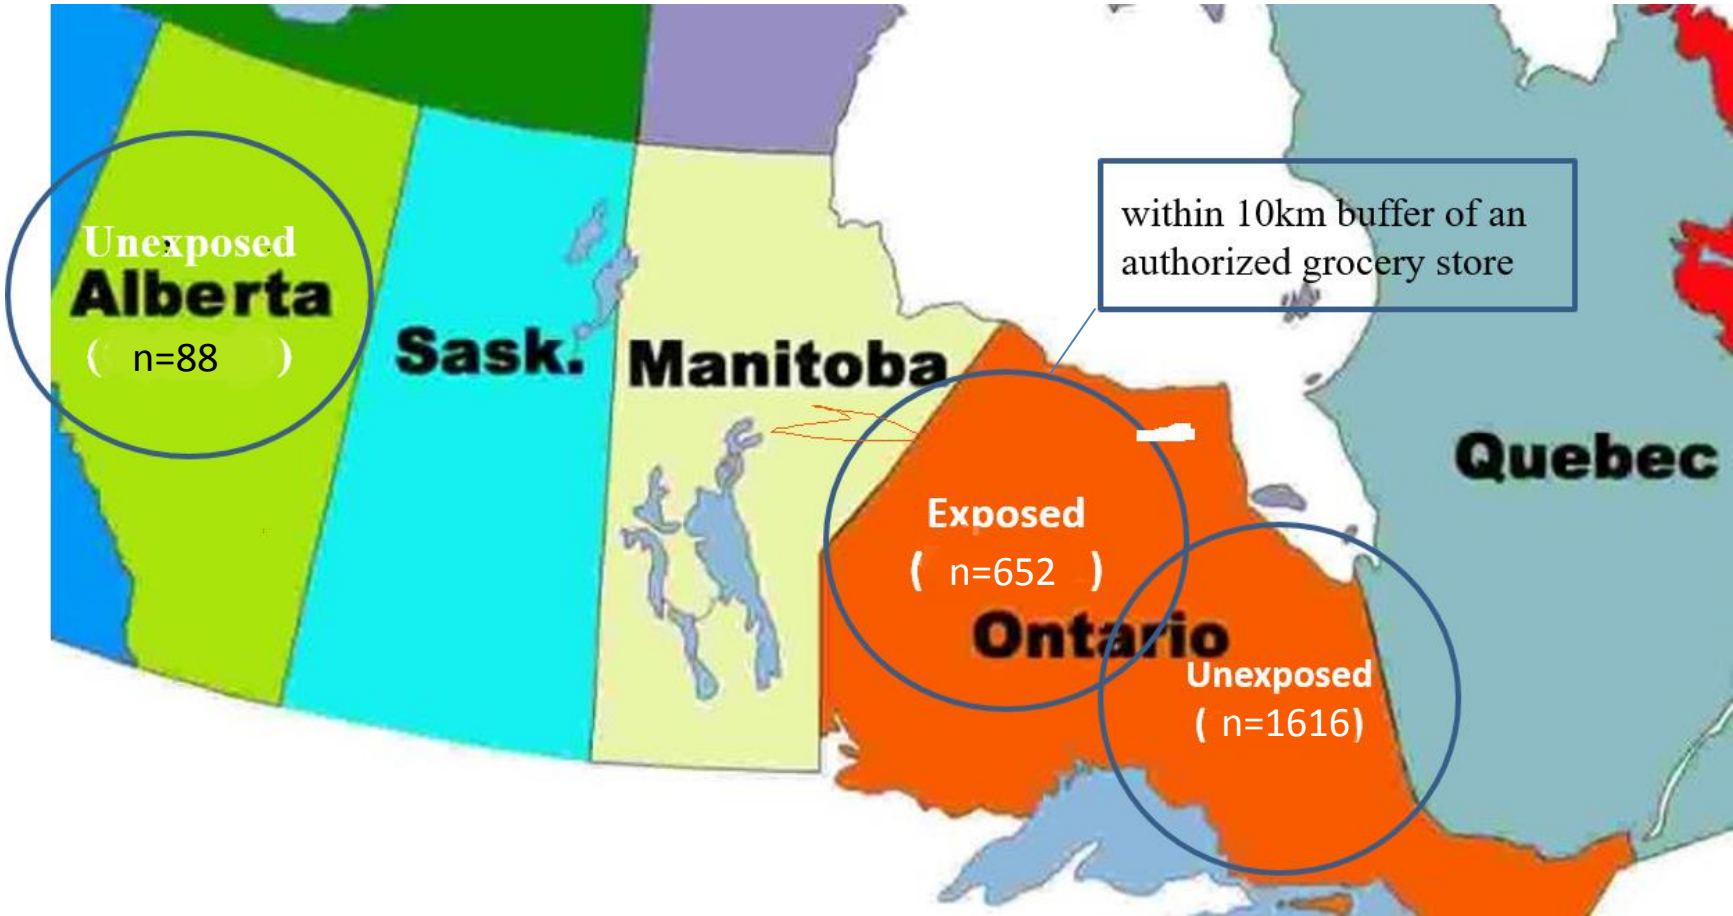 Unexposed
Alberta
( n=88 )
Sask.
Manitoba
within 10km buffer of an
authorized grocery store
Quebec
Exposed
( n=652 )
Ontario
Unexposed
( n=1616)